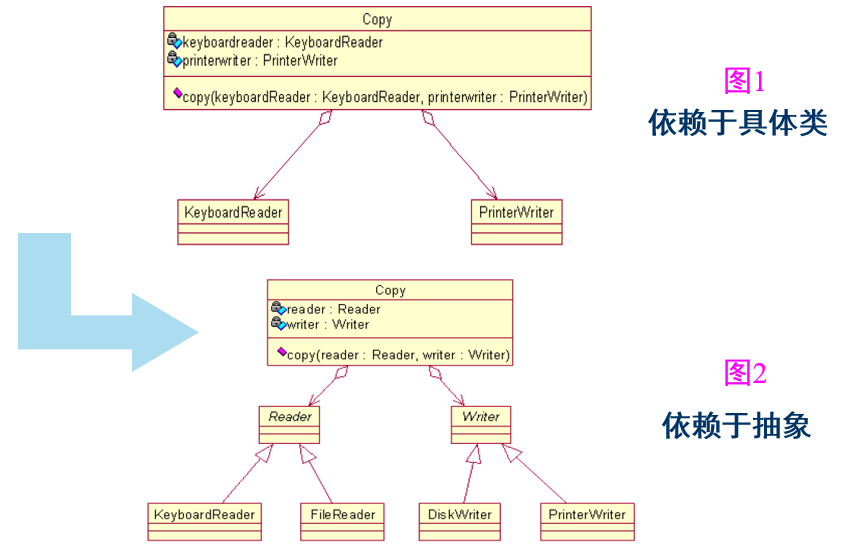 Copy
keyboardreader : KeyboardReader
printerwriter : PrinterWriter
copy(keyboardReader : KeyboardReader, printerwriter : PrinterWriter)
图1
依赖于具体类
KeyboardReader
PrinterWriter
Copy
reader : Reader
writer : Writer
copy(reader : Reader, writer : Writer)
图2
依赖于抽象
Reader
Writer
KeyboardReader
FileReader
DiskWriter
PrinterWriter